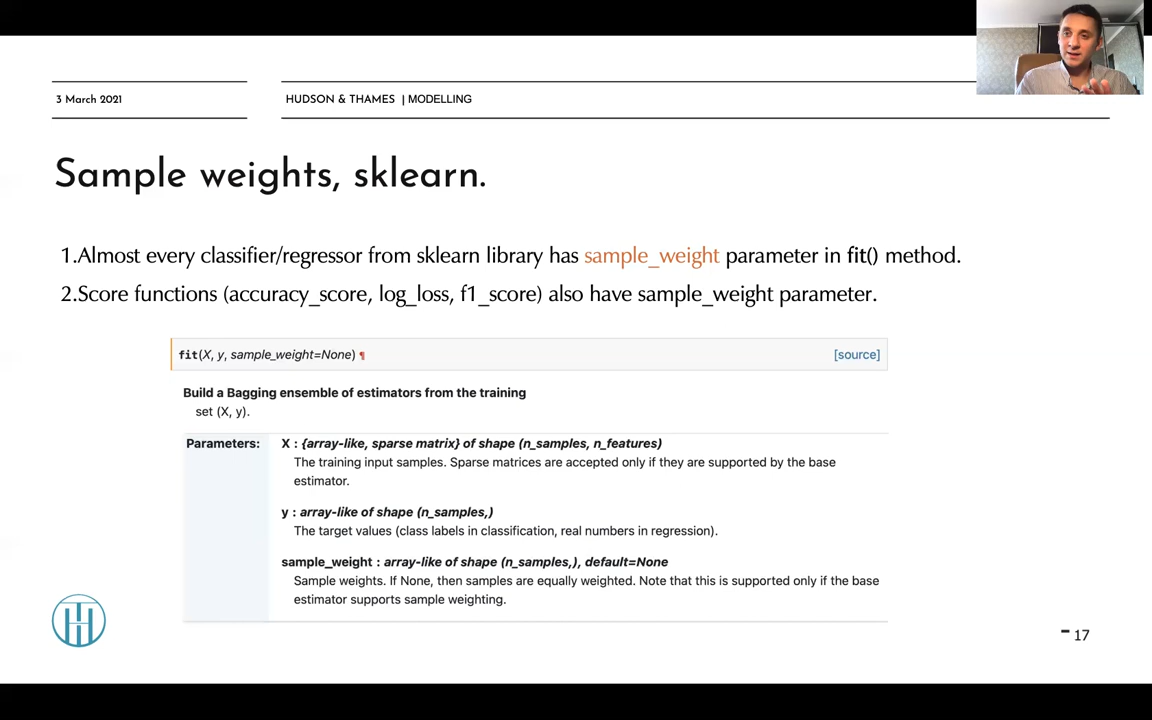 3 March 2021
HUDSON & THAMES | MODELLING
Sample weights, sklearn.
1.Almost every classifier/regressor from sklearn library has sample_weight parameter in fit() method.
2.Score functions (accuracy_score, log_loss, f1_score) also have sample_weight parameter.
fit(X, y, sample_weight=None) ¶ [source]
Build a Bagging ensemble of estimators from the training
set (X, y).
Parameters: X : {array-like, sparse matrix} of shape (n_samples, n_features)
The training input samples. Sparse matrices are accepted only if they are supported by the base
estimator.
y : array-like of shape (n_samples,)
The target values (class labels in classification, real numbers in regression).
sample_weight : array-like of shape (n_samples,), default=None
Sample weights. If None, then samples are equally weighted. Note that this is supported only if the base
estimator supports sample weighting.
- 17